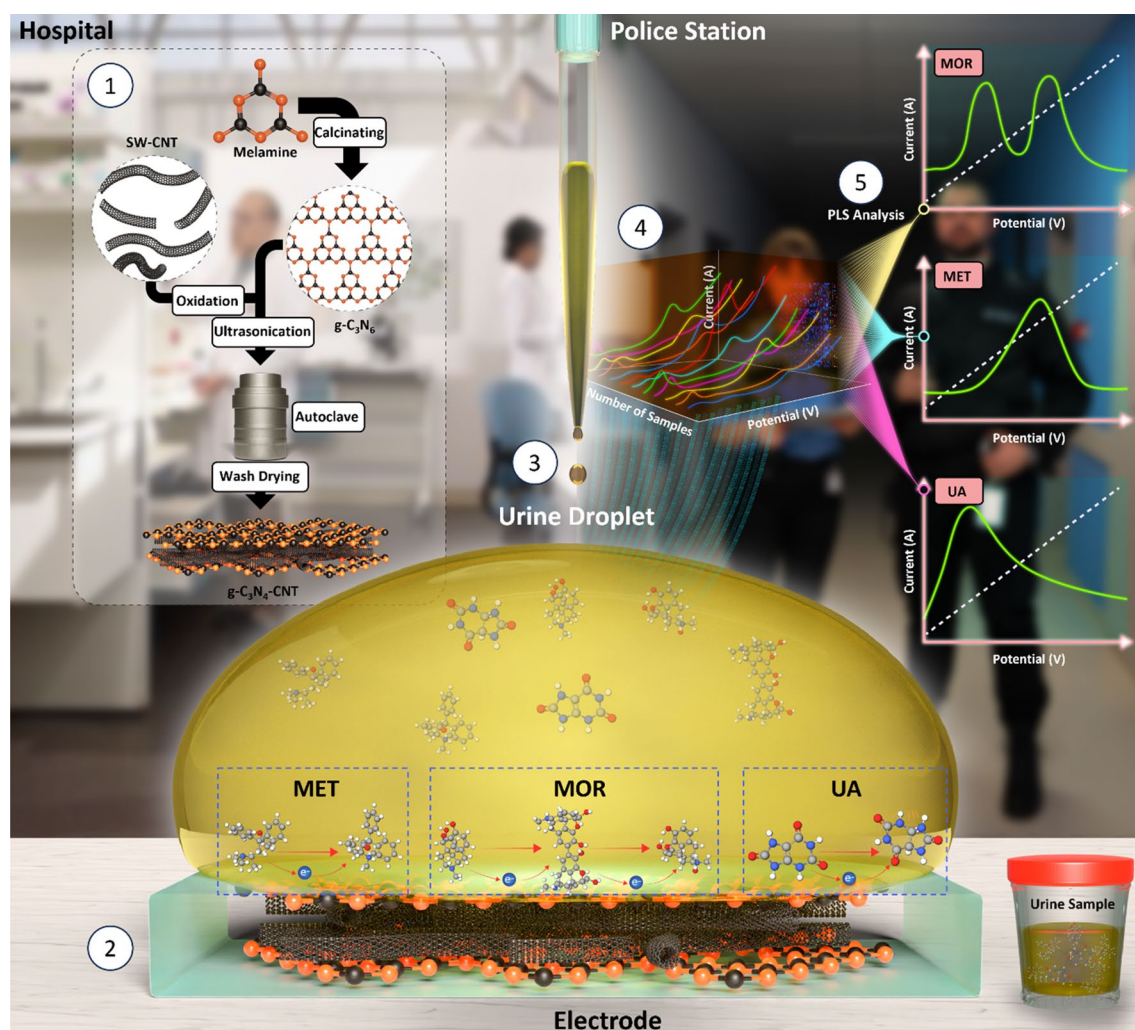 Hospital
Police Station
1
Melamine
Calcinating
SW-CNT
g-C₃N₆
Oxidation
Ultrasonication
Autoclave
Wash Drying
g-C₃N₄-CNT
3
Urine Droplet
4
Current (A)
Number of Samples
Potential (V)
5
PLS Analysis
MOR
Current (A)
Potential (V)
MET
Current (A)
Potential (V)
UA
Current (A)
Potential (V)
MET
e-
MOR
e-
e-
UA
e-
2
Electrode
Urine Sample